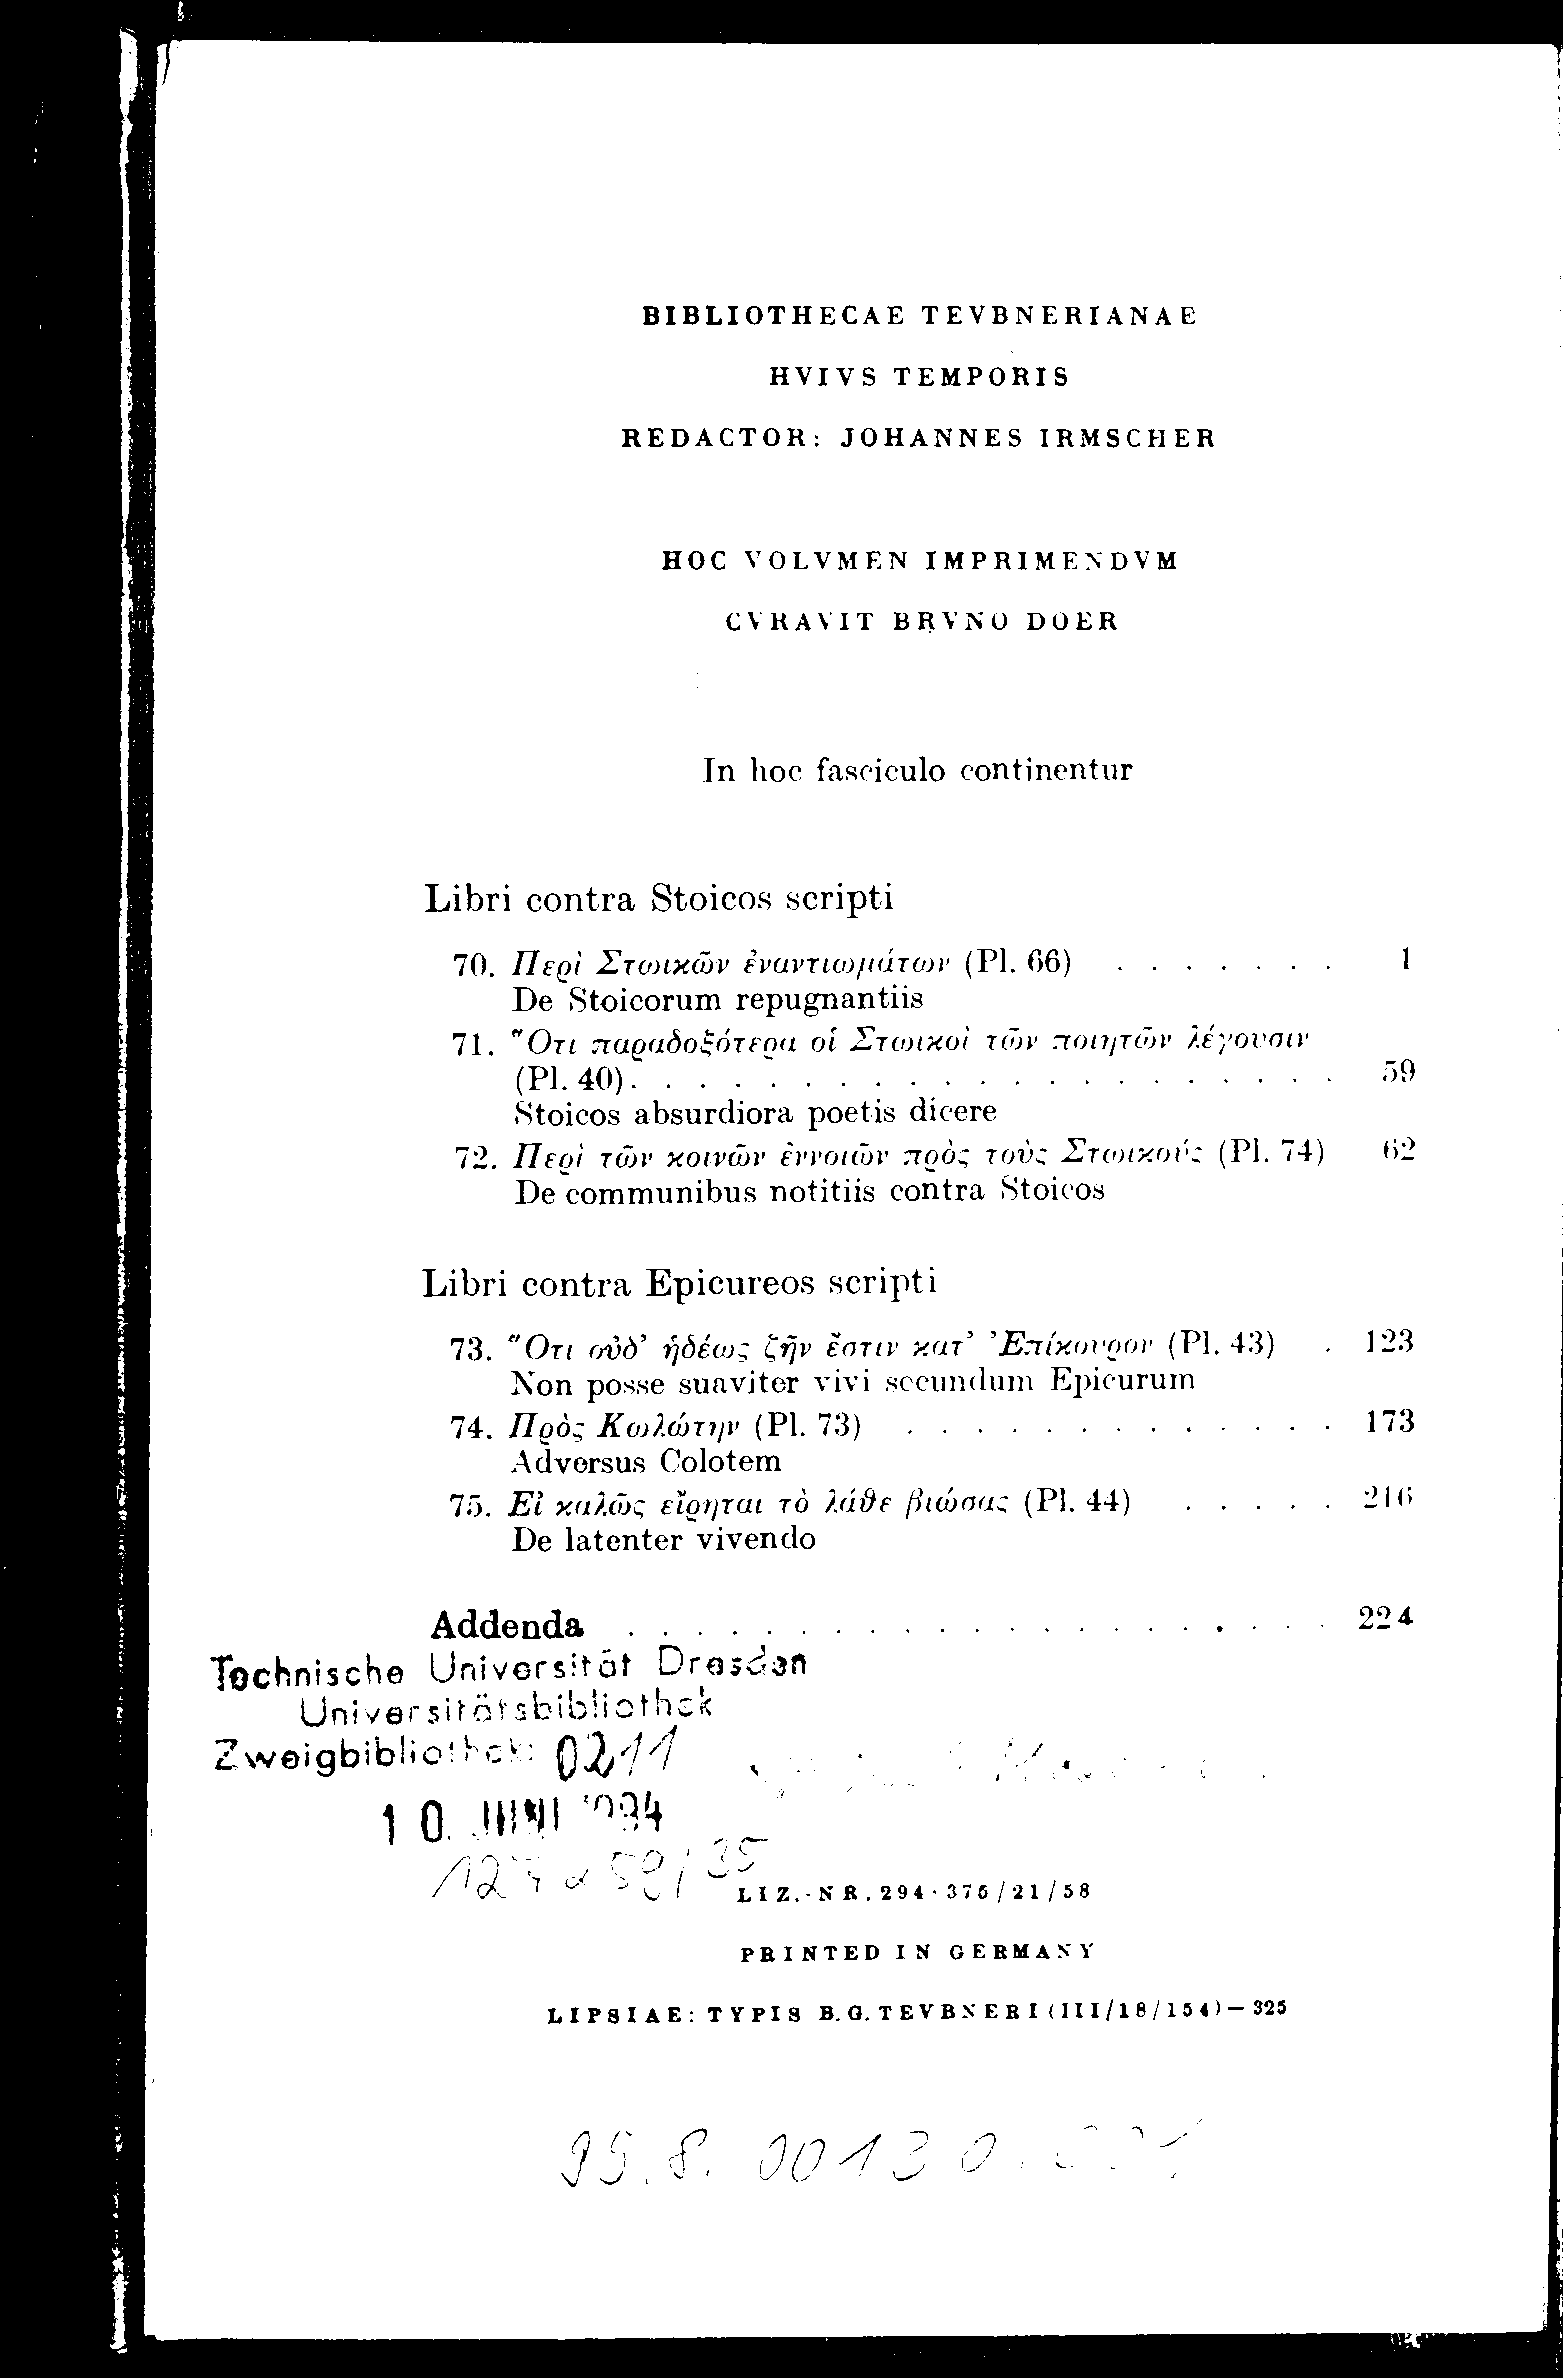 BIBLIOTHECAE TEVBNERIANAE
HVIVS TEMPORIS
REDACTOR: JOHANNES IRMSCHER
HOC VOLVMEN IMPRIMENDVM
CVRAVIT BRVNO DOER
In hoc fasciculo continentur
Libri contra Stoicos scripti
70. Περὶ Στωικῶν ἐναντιωμάτων (Pl. 66) . . . . . . . 1
De Stoicorum repugnantiis
71. Ὅτι παραδοξότερα οἱ Στωικοὶ τῶν ποιητῶν λέγουσιν
(Pl. 40). . . . . . . . . . . . . . . . . . . . . 59
Stoicos absurdiora poetis dicere
72. Περὶ τῶν κοινῶν ἐννοιῶν πρὸς τοὺς Στωικούς (Pl. 74) 62
De communibus notitiis contra Stoicos
Libri contra Epicureos scripti
73. Ὅτι οὐδ’ ἡδέως ζῆν ἔστιν κατ’ Ἐπίκουρον (Pl. 43) . 123
Non posse suaviter vivi secundum Epicurum
74. Πρὸς Κωλώτην (Pl. 73) . . . . . . . . . . . . . 173
Adversus Colotem
75. Εἰ καλῶς εἴρηται τὸ λάθε βιώσας (Pl. 44) . . . . . 216
De latenter vivendo
Addenda . . . . . . . . . . . . . . . . . . . . . 224
Technische Universität Dresden
Universitätsbibliothek
Zweigbibliothek: 0211
10. JUNI 1994
LIZ.-NR. 294·375/21/58
PRINTED IN GERMANY
LIPSIAE: TYPIS B. G. TEVBNERI (III/18/154) — 325
95.8. 00130.